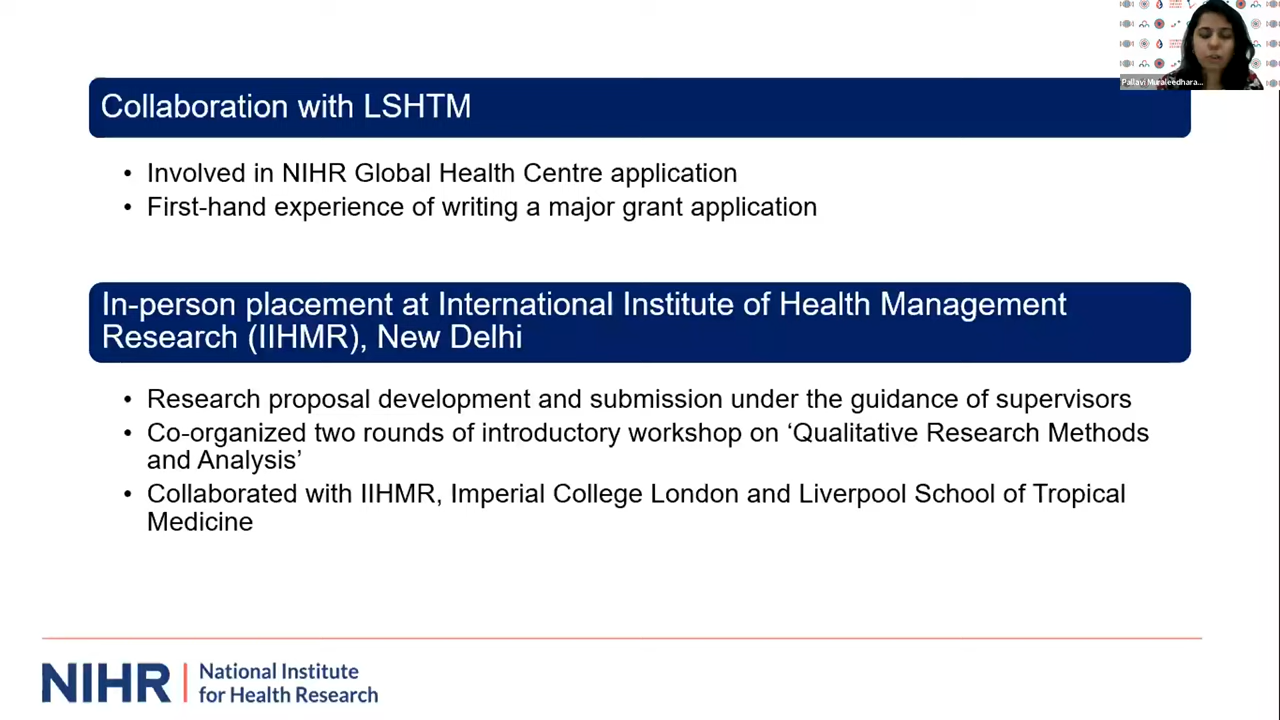 Pallavi Muraleedhara...
Collaboration with LSHTM
• Involved in NIHR Global Health Centre application
• First-hand experience of writing a major grant application
In-person placement at International Institute of Health Management
Research (IIHMR), New Delhi
• Research proposal development and submission under the guidance of supervisors
• Co-organized two rounds of introductory workshop on ‘Qualitative Research Methods
and Analysis’
• Collaborated with IIHMR, Imperial College London and Liverpool School of Tropical
Medicine
NIHR | National Institute
for Health Research